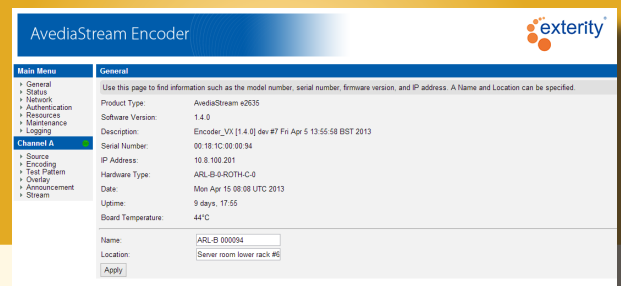 AvediaStream Encoder
exterity
Main Menu
General
Status
Network
Authentication
Resources
Maintenance
Logging
Channel A
Source
Encoding
Test Pattern
Overlay
Announcement
Stream
General
Use this page to find information such as the model number, serial number, firmware version, and IP address. A Name and Location can be specified.
Product Type: AvediaStream e2635
Software Version: 1.4.0
Description: Encoder_VX [1.4.0] dev #7 Fri Apr 5 13:55:58 BST 2013
Serial Number: 00:18:1C:00:00:94
IP Address: 10.8.100.201
Hardware Type: ARL-B-0-ROTH-C-0
Date: Mon Apr 15 08:08 UTC 2013
Uptime: 9 days, 17:55
Board Temperature: 44°C
Name: ARL-B 000094
Location: Server room lower rack #6
Apply